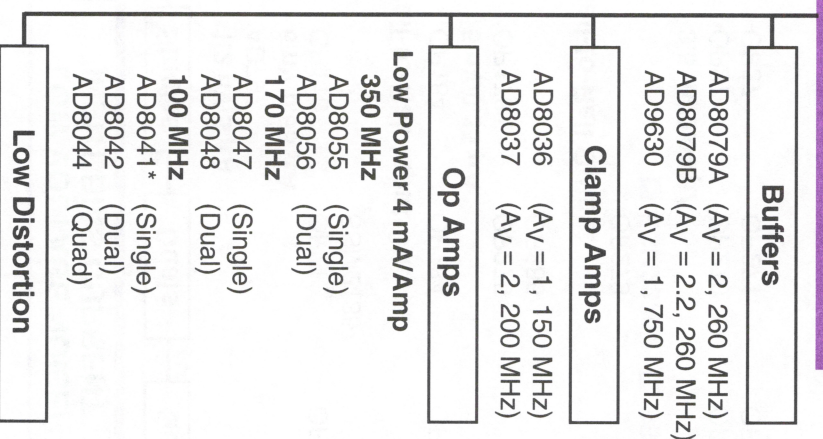 Buffers
AD8079A (AV = 2, 260 MHz)
AD8079B (AV = 2.2, 260 MHz)
AD9630 (AV = 1, 750 MHz)
Clamp Amps
AD8036 (AV = 1, 150 MHz)
AD8037 (AV = 2, 200 MHz)
Op Amps
Low Power 4 mA/Amp
350 MHz
AD8055 (Single)
AD8056 (Dual)
170 MHz
AD8047 (Single)
AD8048 (Dual)
100 MHz
AD8041* (Single)
AD8042 (Dual)
AD8044 (Quad)
Low Distortion